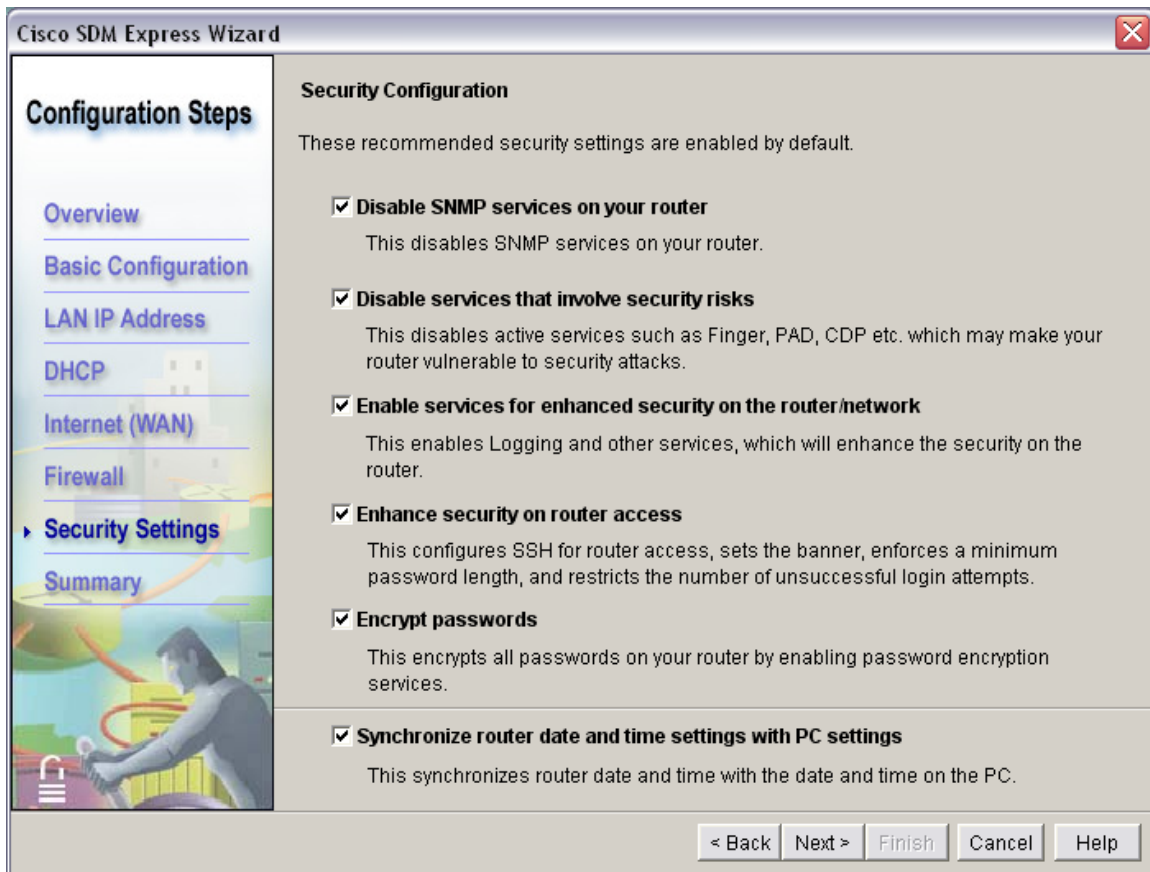 Cisco SDM Express Wizard
Configuration Steps
Overview
Basic Configuration
LAN IP Address
DHCP
Internet (WAN)
Firewall
Security Settings
Summary
Security Configuration
These recommended security settings are enabled by default.
Disable SNMP services on your router
This disables SNMP services on your router.
Disable services that involve security risks
This disables active services such as Finger, PAD, CDP etc. which may make your
router vulnerable to security attacks.
Enable services for enhanced security on the router/network
This enables Logging and other services, which will enhance the security on the
router.
Enhance security on router access
This configures SSH for router access, sets the banner, enforces a minimum
password length, and restricts the number of unsuccessful login attempts.
Encrypt passwords
This encrypts all passwords on your router by enabling password encryption
services.
Synchronize router date and time settings with PC settings
This synchronizes router date and time with the date and time on the PC.
< Back Next > Finish Cancel Help